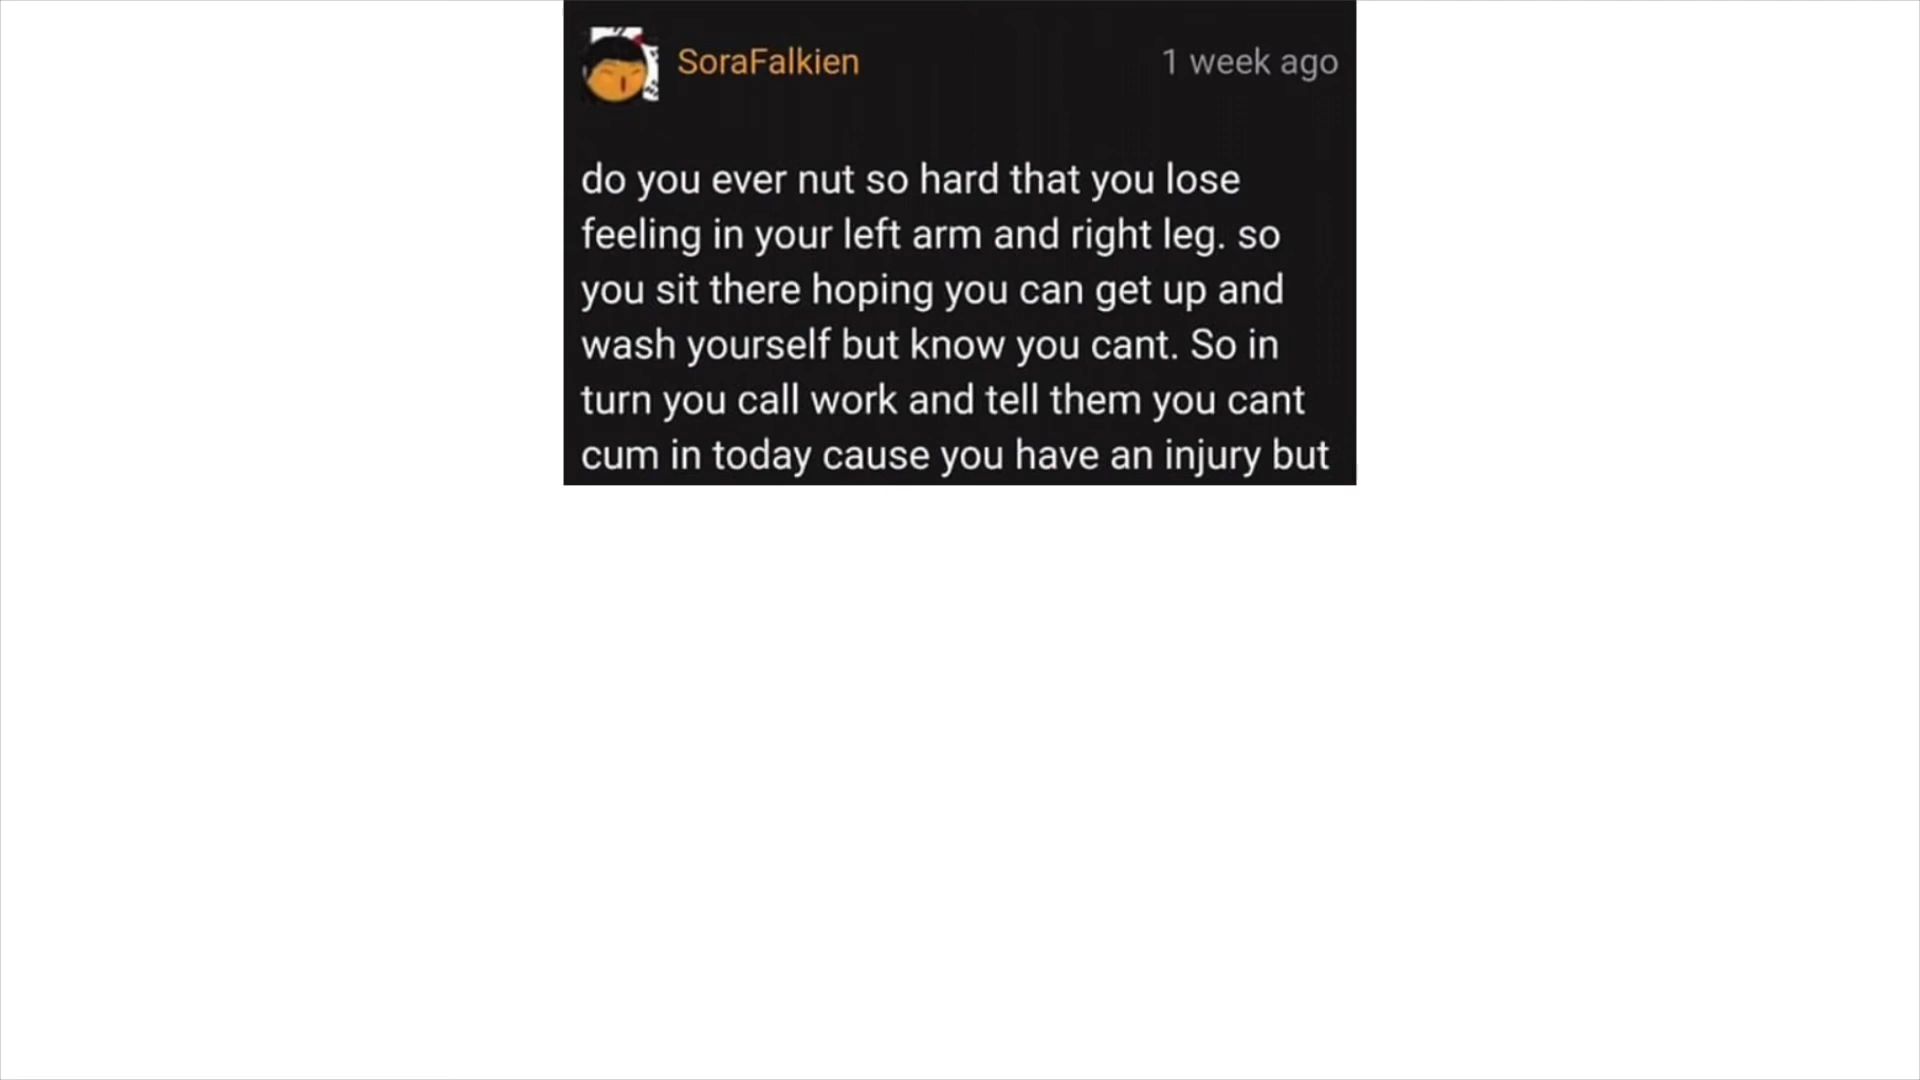 SoraFalkien
1 week ago
do you ever nut so hard that you lose
feeling in your left arm and right leg. so
you sit there hoping you can get up and
wash yourself but know you cant. So in
turn you call work and tell them you cant
cum in today cause you have an injury but